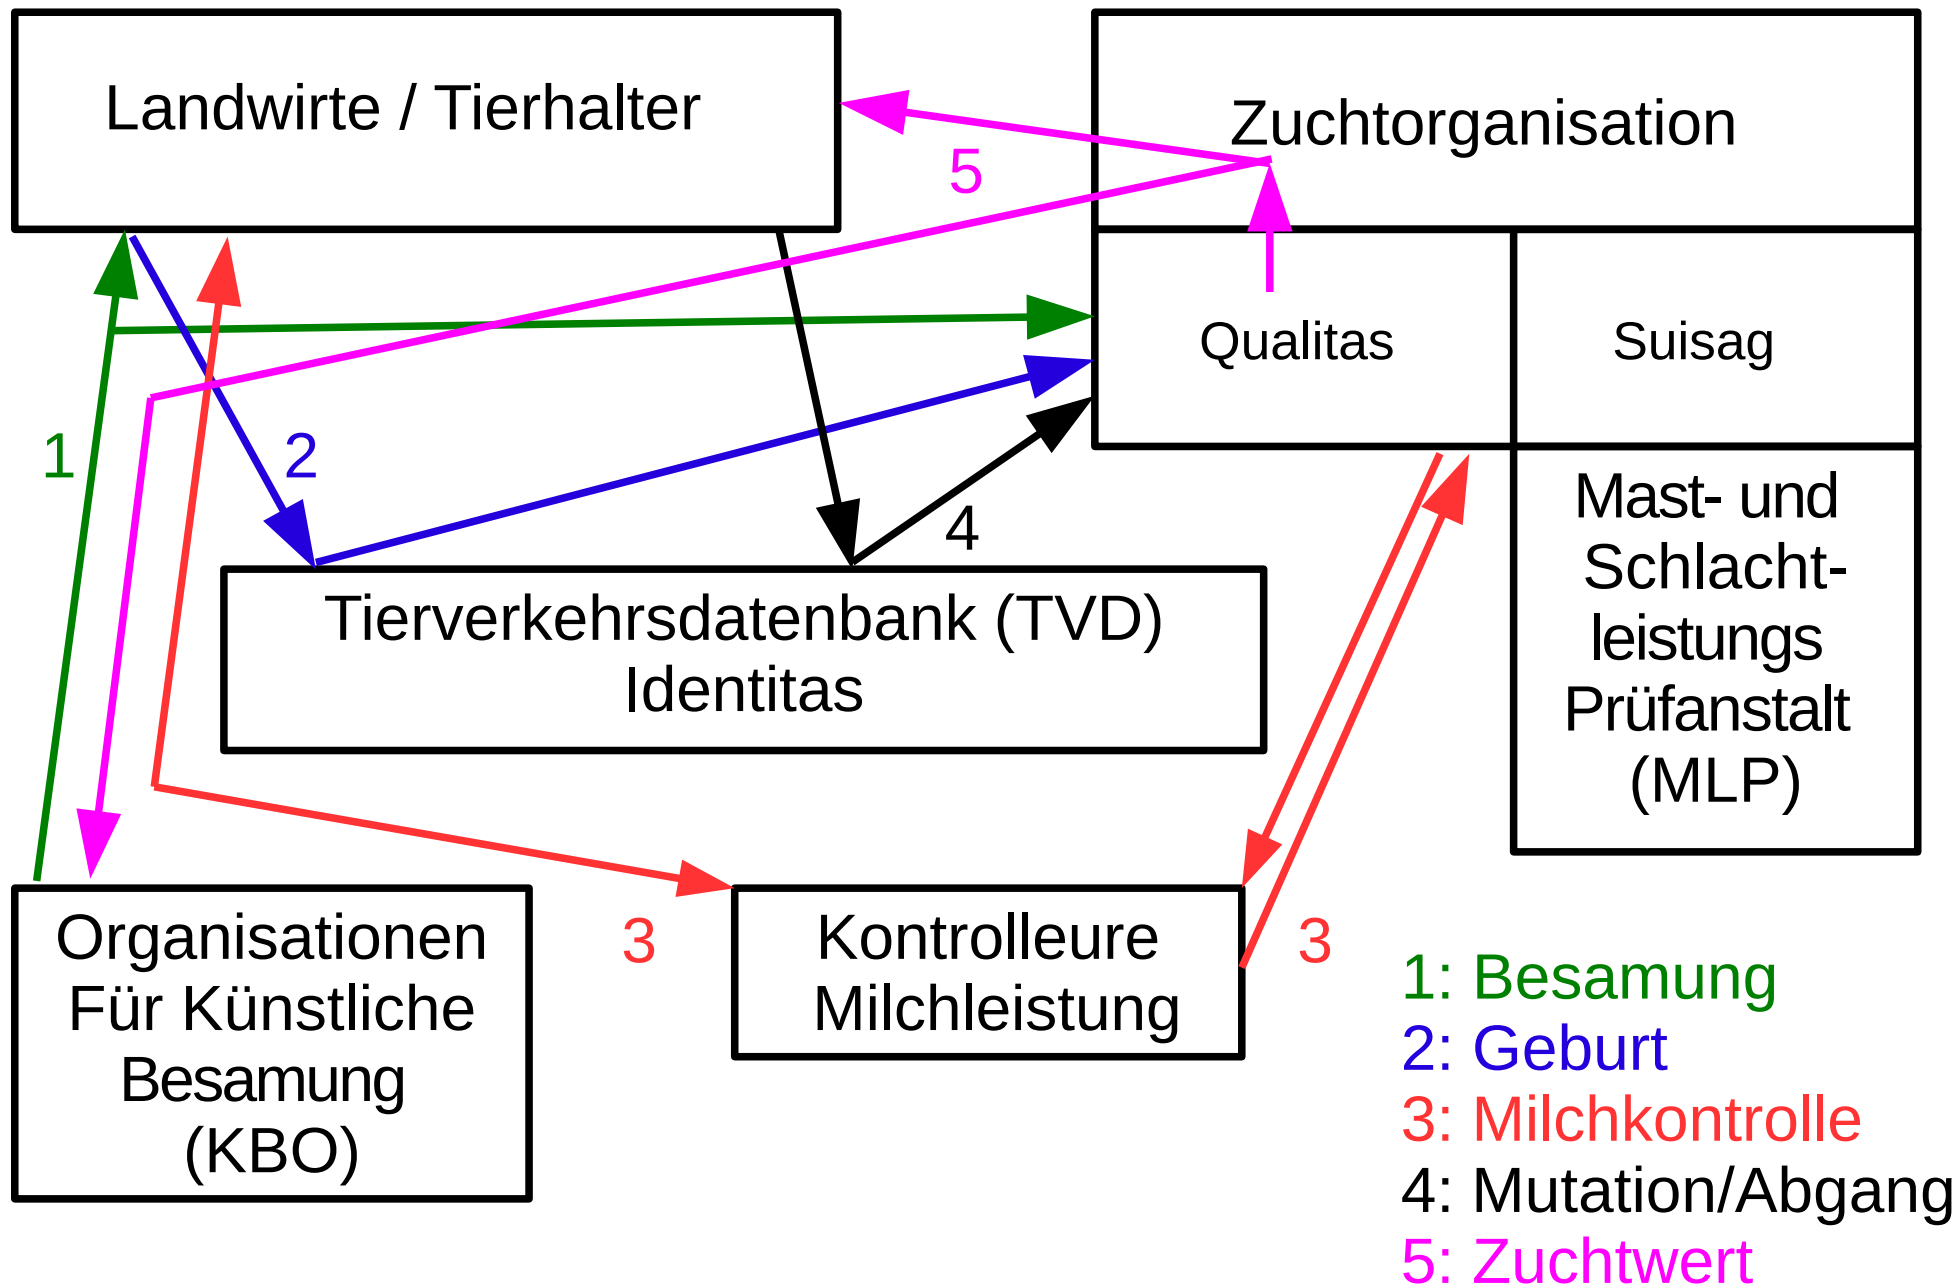 Landwirte / Tierhalter
Zuchtorganisation
5
Qualitas
Suisag
1
2
4
Mast- und
Schlacht-
leistungs
Prüfanstalt
(MLP)
Tierverkehrsdatenbank (TVD)
Identitas
Organisationen
Für Künstliche
Besamung
(KBO)
3
Kontrolleure
Milchleistung
3
1: Besamung
2: Geburt
3: Milchkontrolle
4: Mutation/Abgang
5: Zuchtwert